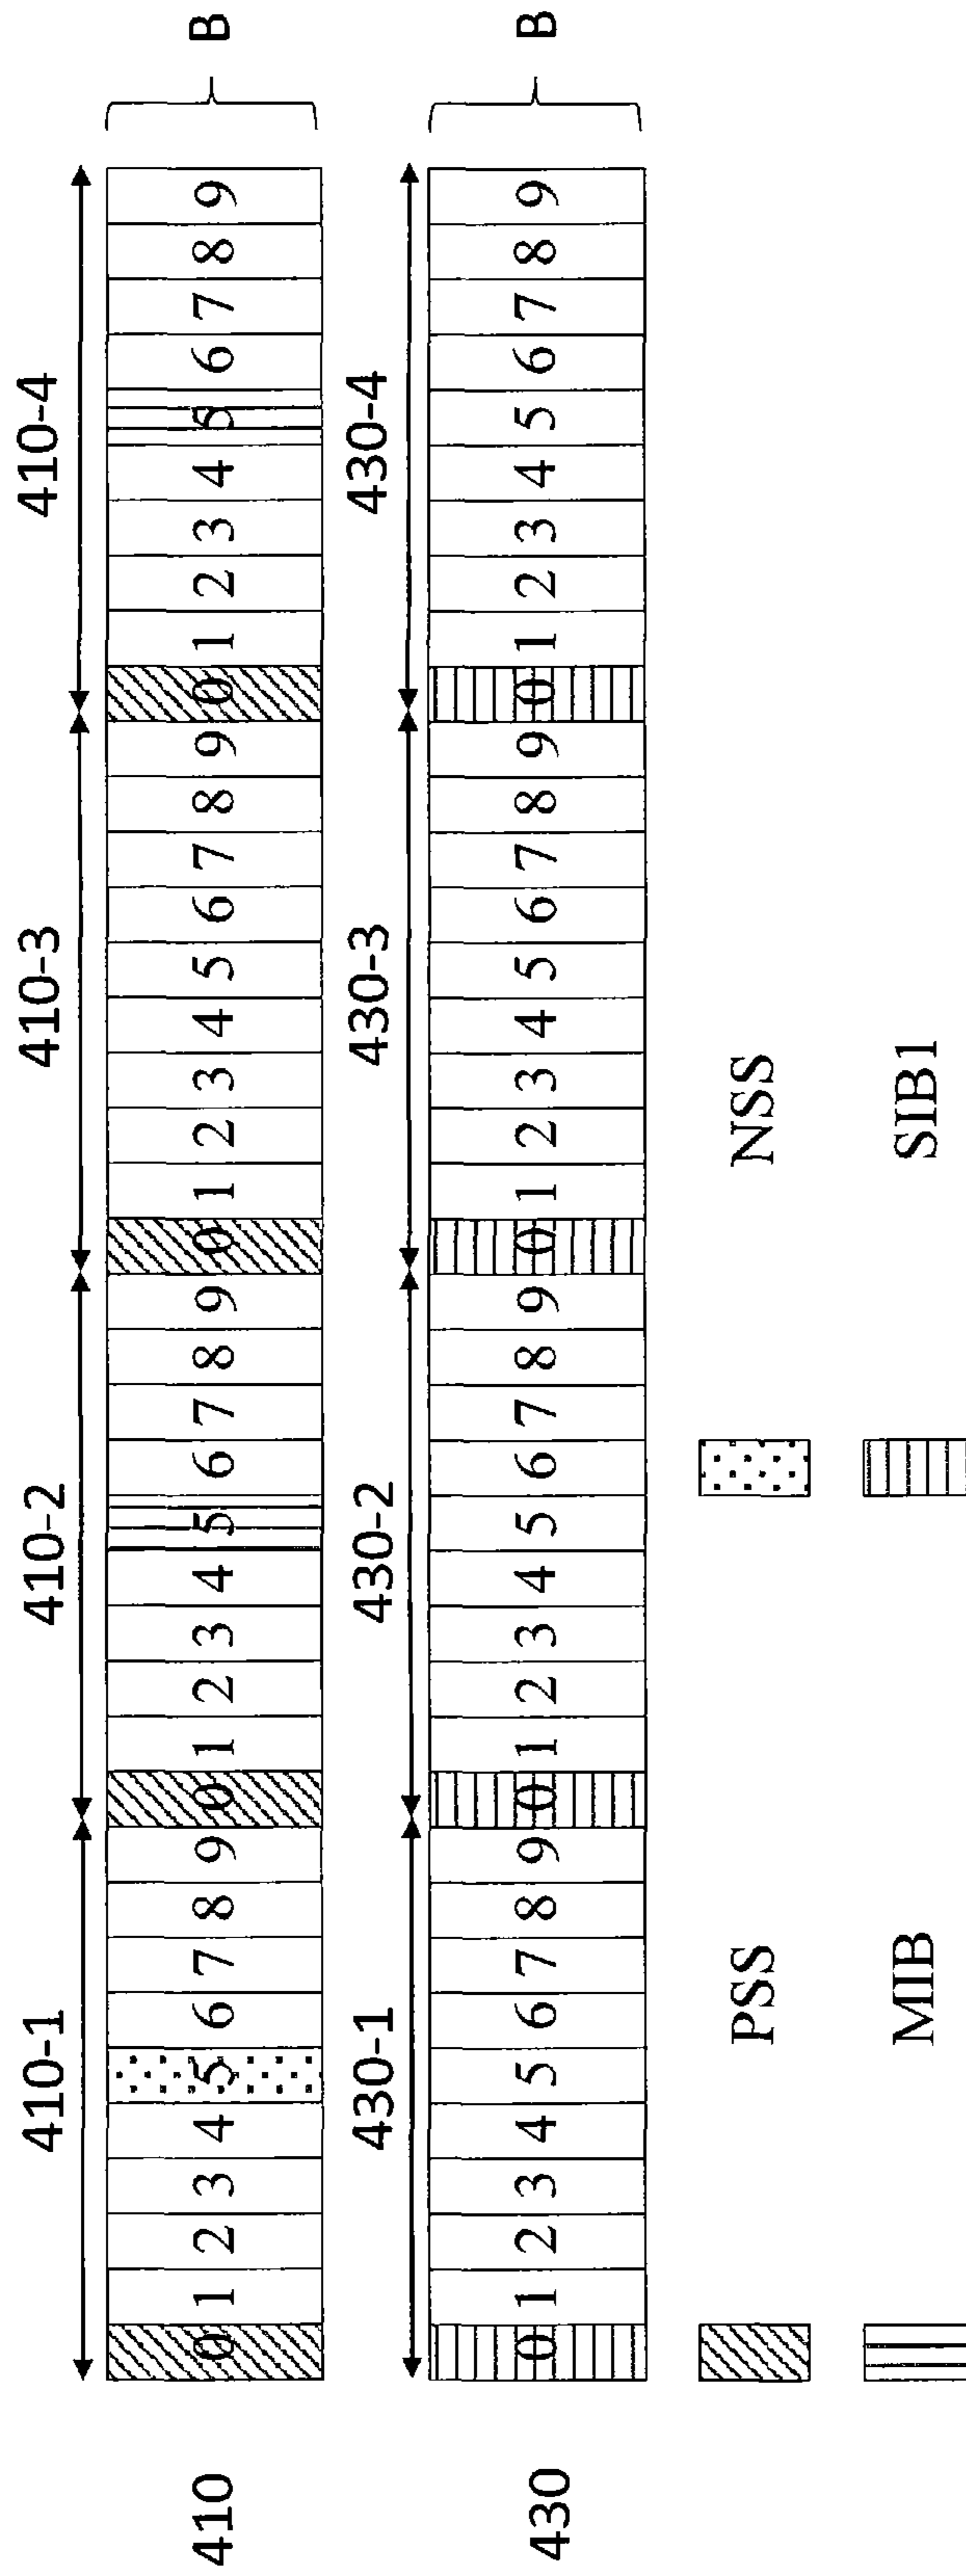 410-1 410-2 410-3 410-4
410 0 1 2 3 4 5 6 7 8 9 0 1 2 3 4 5 6 7 8 9 0 1 2 3 4 5 6 7 8 9 0 1 2 3 4 5 6 7 8 9 B
430-1 430-2 430-3 430-4
430 0 1 2 3 4 5 6 7 8 9 0 1 2 3 4 5 6 7 8 9 0 1 2 3 4 5 6 7 8 9 0 1 2 3 4 5 6 7 8 9 B
PSS NSS
MIB SIB1